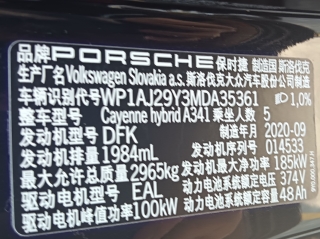 品牌 PORSCHE 保时捷 制造国 斯洛伐克
生产厂名 Volkswagen Slovakia a.s. 斯洛伐克大众汽车股份公司
车辆识别代号 WP1AJ29Y3MDA35361 1,0%
整车型号 Cayenne hybrid A341 乘坐人数 5
发动机型号 DFK 制造年月 2020-09
发动机排量 1984mL 发动机序列号 014533
最大允许总质量 2965kg 发动机最大净功率 185kW
驱动电机型号 EAL 动力电池系统额定电压 374V
驱动电机峰值功率 100kW 动力电池系统额定容量 48Ah